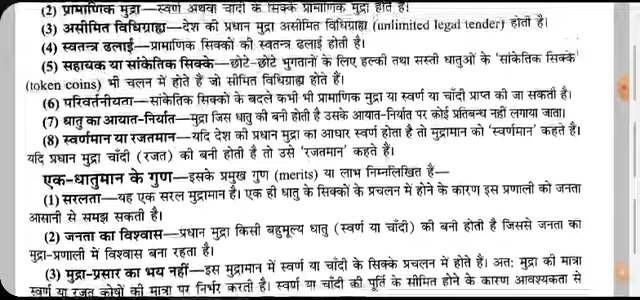 (2) प्रामाणिक मुद्रा—स्वर्ण अथवा चांदी के सिक्के प्रामाणिक मुद्रा होते हैं।
(3) असीमित विधिग्राह्य—देश की प्रधान मुद्रा असीमित विधिग्राह्य (unlimited legal tender) होती है।
(4) स्वतन्त्र ढलाई—प्रामाणिक सिक्कों की स्वतन्त्र ढलाई होती है।
(5) सहायक या सांकेतिक सिक्के—छोटे-छोटे भुगतानों के लिए हल्की तथा सस्ती धातुओं के 'सांकेतिक सिक्के'
(token coins) भी चलन में होते हैं जो सीमित विधिग्राह्य होते हैं।
(6) परिवर्तनीयता—सांकेतिक सिक्कों के बदले कभी भी प्रामाणिक मुद्रा या स्वर्ण या चाँदी प्राप्त की जा सकती है।
(7) धातु का आयात-निर्यात—मुद्रा जिस धातु की बनी होती है उसके आयात-निर्यात पर कोई प्रतिबन्ध नहीं लगाया जाता।
(8) स्वर्णमान या रजतमान—यदि देश की प्रधान मुद्रा का आधार स्वर्ण होता है तो मुद्रामान को 'स्वर्णमान' कहते हैं।
यदि प्रधान मुद्रा चाँदी (रजत) की बनी होती है तो उसे 'रजतमान' कहते हैं।
एक-धातुमान के गुण—इसके प्रमुख गुण (merits) या लाभ निम्नलिखित हैं—
(1) सरलता—यह एक सरल मुद्रामान है। एक ही धातु के सिक्कों के प्रचलन में होने के कारण इस प्रणाली को जनता
आसानी से समझ सकती है।
(2) जनता का विश्वास—प्रधान मुद्रा किसी बहुमूल्य धातु (स्वर्ण या चाँदी) की बनी होती है जिससे जनता का
मुद्रा-प्रणाली में विश्वास बना रहता है।
(3) मुद्रा-प्रसार का भय नहीं—इस मुद्रामान में स्वर्ण या चाँदी के सिक्के प्रचलन में होते हैं। अतः मुद्रा की मात्रा
स्वर्ण या रजत कोषों की मात्रा पर निर्भर करती है। स्वर्ण या चाँदी की पूर्ति के सीमित होने के कारण आवश्यकता से